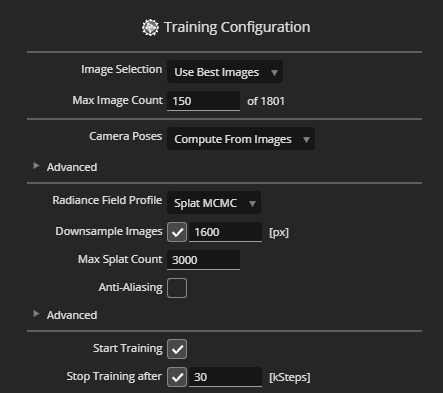 Training Configuration
Image Selection Use Best Images
Max Image Count 150 of 1801
Camera Poses Compute From Images
Advanced
Radiance Field Profile Splat MCMC
Downsample Images 1600 [px]
Max Splat Count 3000
Anti-Aliasing
Advanced
Start Training
Stop Training after 30 [kSteps]